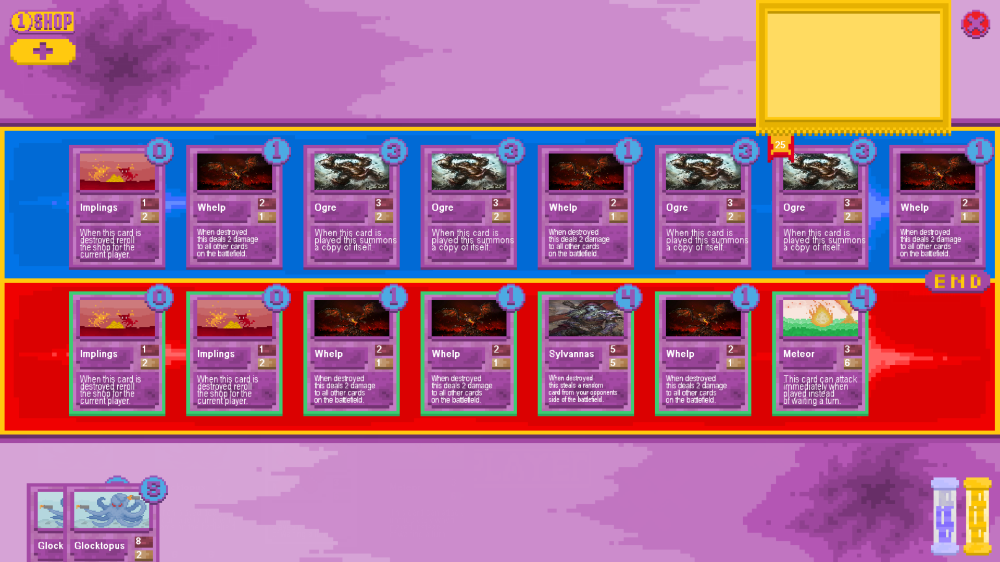 1 SHOP
+
25
0
Implings
1
2
When this card is
destroyed reroll
the shop for the
current player.
1
Whelp
2
1
When destroyed
this deals 2 damage
to all other cards
on the battlefield.
3
Ogre
3
2
When this card is
played this summons
a copy of itself.
3
Ogre
3
2
When this card is
played this summons
a copy of itself.
1
Whelp
2
1
When destroyed
this deals 2 damage
to all other cards
on the battlefield.
3
Ogre
3
2
When this card is
played this summons
a copy of itself.
3
Ogre
3
2
When this card is
played this summons
a copy of itself.
1
Whelp
2
1
When destroyed
this deals 2 damage
to all other cards
on the battlefield.
END
0
Implings
1
2
When this card is
destroyed reroll
the shop for the
current player.
0
Implings
1
2
When this card is
destroyed reroll
the shop for the
current player.
1
Whelp
2
1
When destroyed
this deals 2 damage
to all other cards
on the battlefield.
1
Whelp
2
1
When destroyed
this deals 2 damage
to all other cards
on the battlefield.
4
Sylvannas
5
5
When destroyed
this steals a random
card from your opponents
side of the battlefield.
1
Whelp
2
1
When destroyed
this deals 2 damage
to all other cards
on the battlefield.
4
Meteor
3
6
This card can attack
immediately when
played instead
of waiting a turn.
Glock
8
Glocktopus
8
2